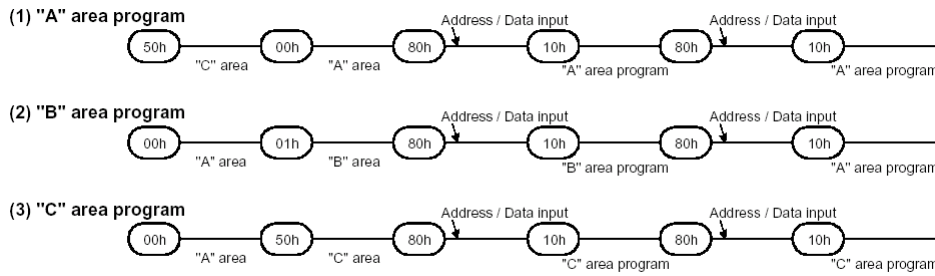 (1) "A" area program
Address / Data input Address / Data input
50h 00h 80h 10h 80h 10h
"C" area "A" area "A" area program "A" area program
(2) "B" area program
Address / Data input Address / Data input
00h 01h 80h 10h 80h 10h
"A" area "B" area "B" area program "A" area program
(3) "C" area program
Address / Data input Address / Data input
00h 50h 80h 10h 80h 10h
"A" area "C" area "C" area program "C" area program